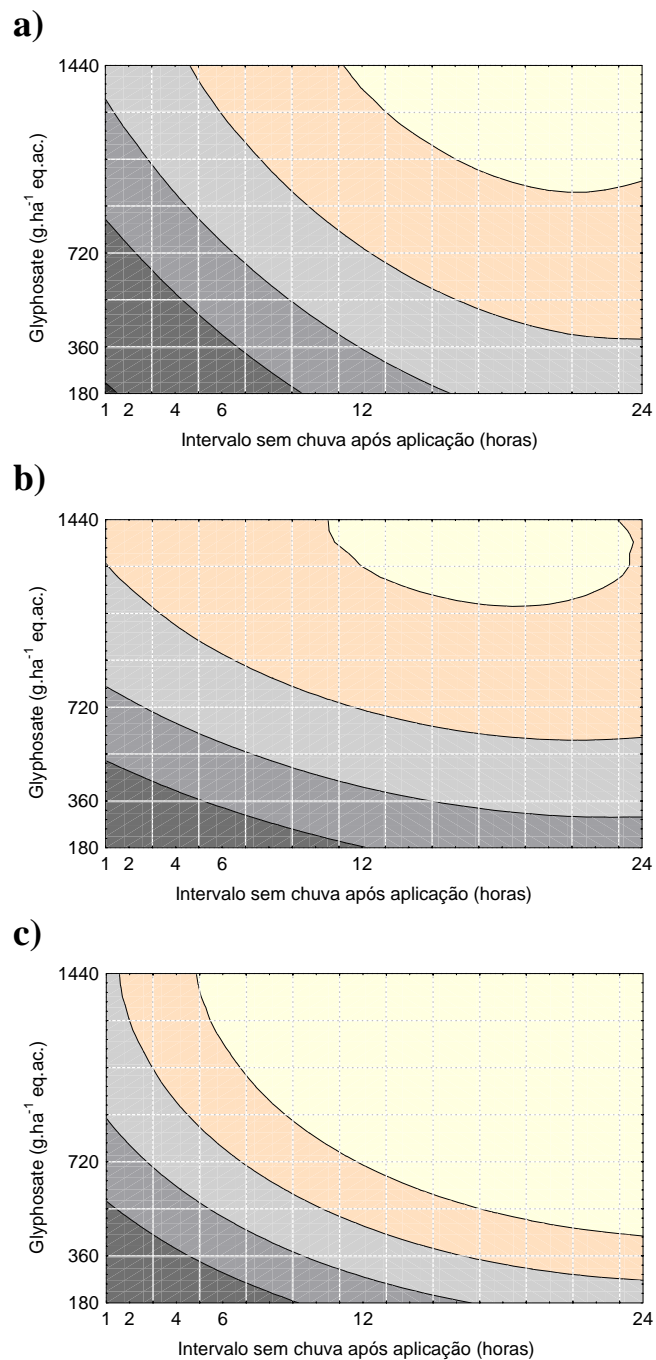 a)
1440
720
360
180
Glyphosate (g.ha⁻¹ eq.ac.)
1 2 4 6 12 24
Intervalo sem chuva após aplicação (horas)
b)
1440
720
360
180
Glyphosate (g.ha⁻¹ eq.ac.)
1 2 4 6 12 24
Intervalo sem chuva após aplicação (horas)
c)
1440
720
360
180
Glyphosate (g.ha⁻¹ eq.ac.)
1 2 4 6 12 24
Intervalo sem chuva após aplicação (horas)